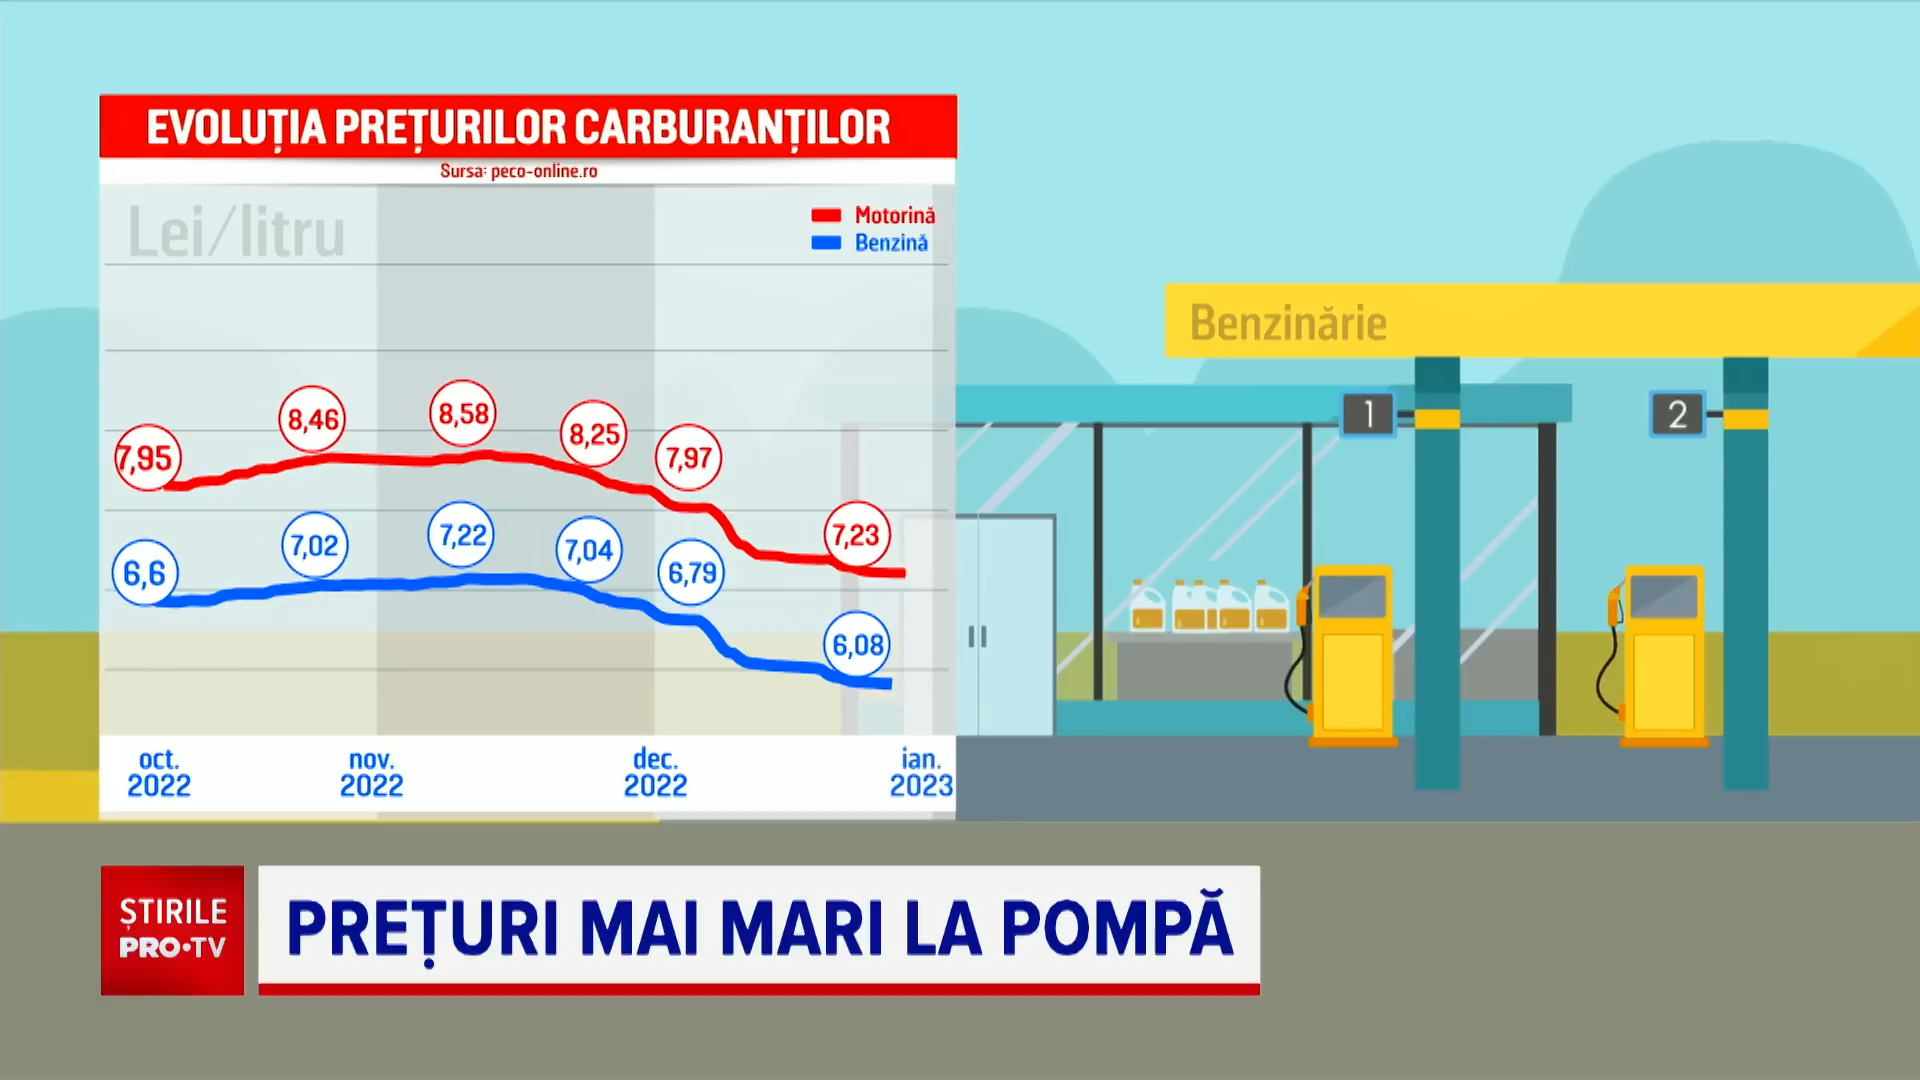 EVOLUȚIA PREȚURILOR CARBURANȚILOR
Sursa: peco-online.ro
Lei/litru
Motorină
Benzină
7,95
8,46
8,58
8,25
7,97
7,23
6,6
7,02
7,22
7,04
6,79
6,08
oct.
2022
nov.
2022
dec.
2022
ian.
2023
Benzinărie
1
2
ȘTIRILE
PRO•TV
PREȚURI MAI MARI LA POMPĂ